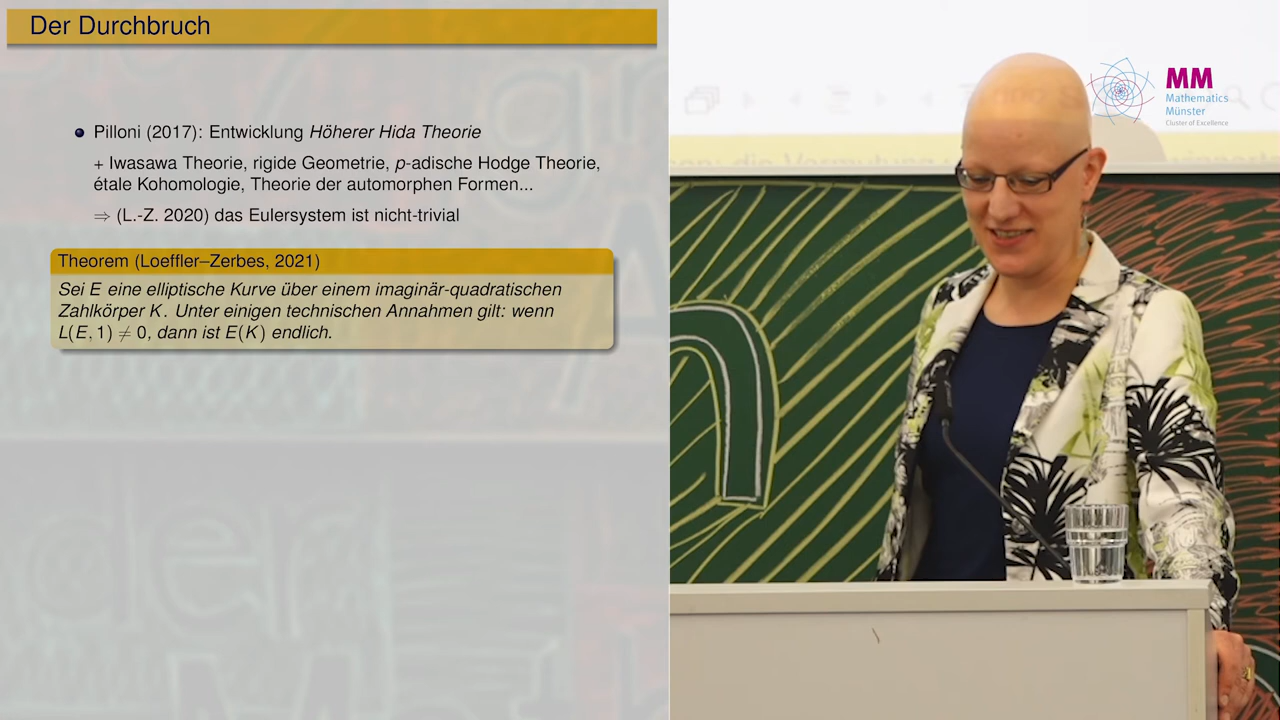 Der Durchbruch
Pilloni (2017): Entwicklung Höherer Hida Theorie
+ Iwasawa Theorie, rigide Geometrie, p-adische Hodge Theorie,
étale Kohomologie, Theorie der automorphen Formen...
⇒ (L.-Z. 2020) das Eulersystem ist nicht-trivial
Theorem (Loeffler–Zerbes, 2021)
Sei E eine elliptische Kurve über einem imaginär-quadratischen
Zahlkörper K. Unter einigen technischen Annahmen gilt: wenn
L(E, 1) ≠ 0, dann ist E(K) endlich.
MM
Mathematics
Münster
Cluster of Excellence